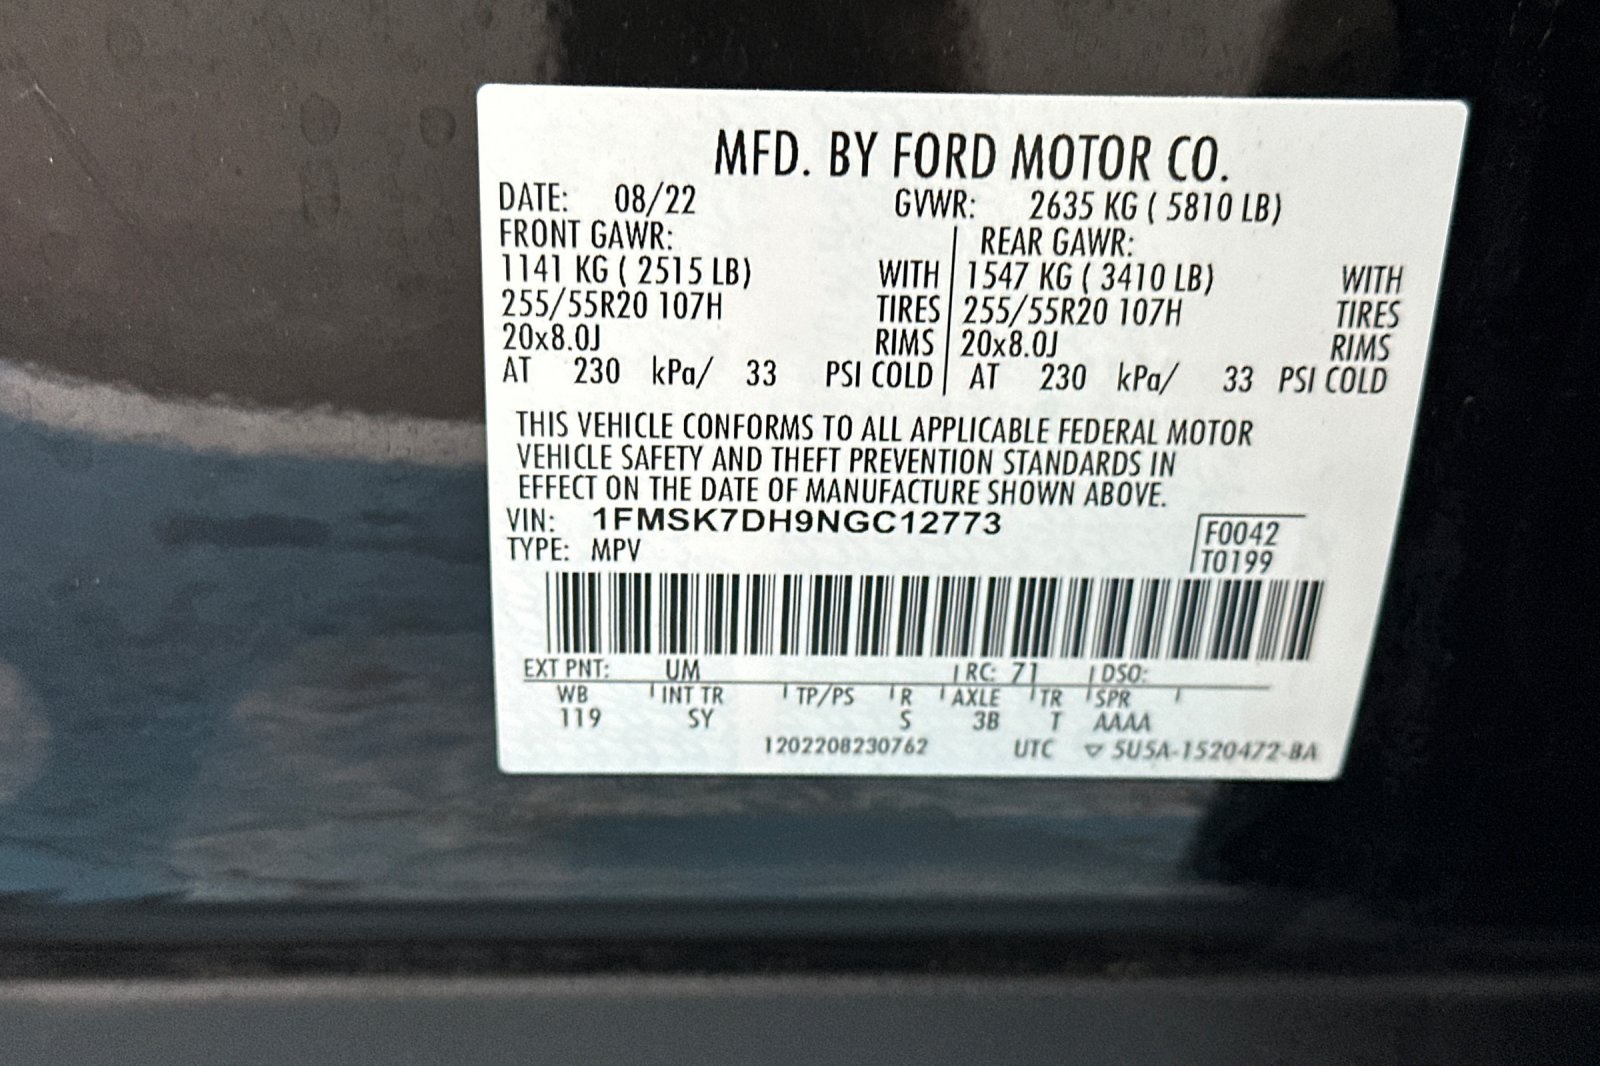 MFD. BY FORD MOTOR CO.
DATE: 08/22 GVWR: 2635 KG ( 5810 LB)
FRONT GAWR: REAR GAWR:
1141 KG ( 2515 LB) WITH 1547 KG ( 3410 LB) WITH
255/55R20 107H TIRES 255/55R20 107H TIRES
20x8.0J RIMS 20x8.0J RIMS
AT 230 kPa/ 33 PSI COLD AT 230 kPa/ 33 PSI COLD
THIS VEHICLE CONFORMS TO ALL APPLICABLE FEDERAL MOTOR
VEHICLE SAFETY AND THEFT PREVENTION STANDARDS IN
EFFECT ON THE DATE OF MANUFACTURE SHOWN ABOVE.
VIN: 1FMSK7DH9NGC12773 F0042
TYPE: MPV T0199
EXT PNT: UM RC: 71 DSO:
WB INT TR TP/PS R AXLE TR SPR
119 SY S 3B T AAAA
1202208230762 UTC ▽ 5U5A-1520472-BA